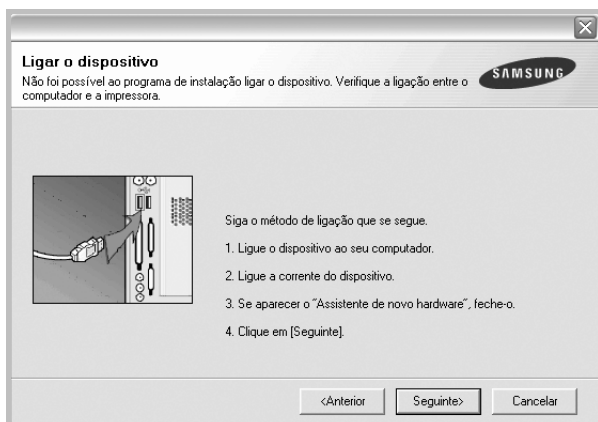 Ligar o dispositivo
Não foi possível ao programa de instalação ligar o dispositivo. Verifique a ligação entre o
computador e a impressora.
SAMSUNG
Siga o método de ligação que se segue.
1. Ligue o dispositivo ao seu computador.
2. Ligue a corrente do dispositivo.
3. Se aparecer o "Assistente de novo hardware", feche-o.
4. Clique em [Seguinte].
<Anterior
Seguinte>
Cancelar